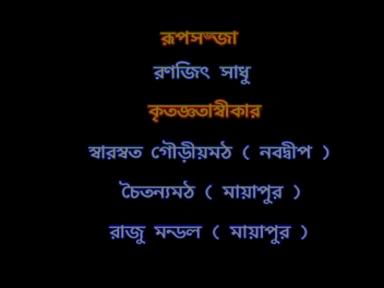 রূপসজ্জা
রণজিৎ সাধু
কৃতজ্ঞতাস্বীকার
স্বারস্বত গৌড়ীয়মঠ ( নবদ্বীপ )
চৈতন্যমঠ ( মায়াপুর )
রাজু মন্ডল ( মায়াপুর )